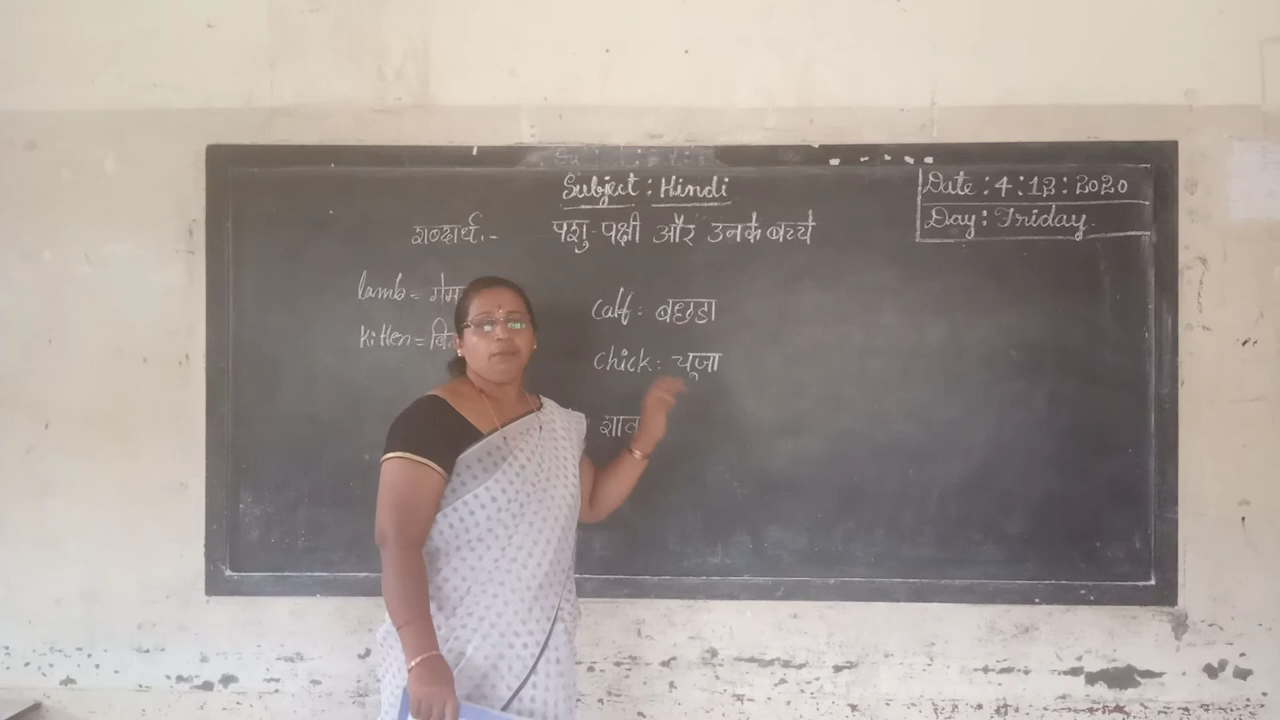 Subject : Hindi
Date : 4 : 12 : 2020
Day : Friday.
शब्दार्थ :- पशु-पक्षी और उनके बच्चे
lamb =
calf : बछडा
kitten =
chick : चूजा